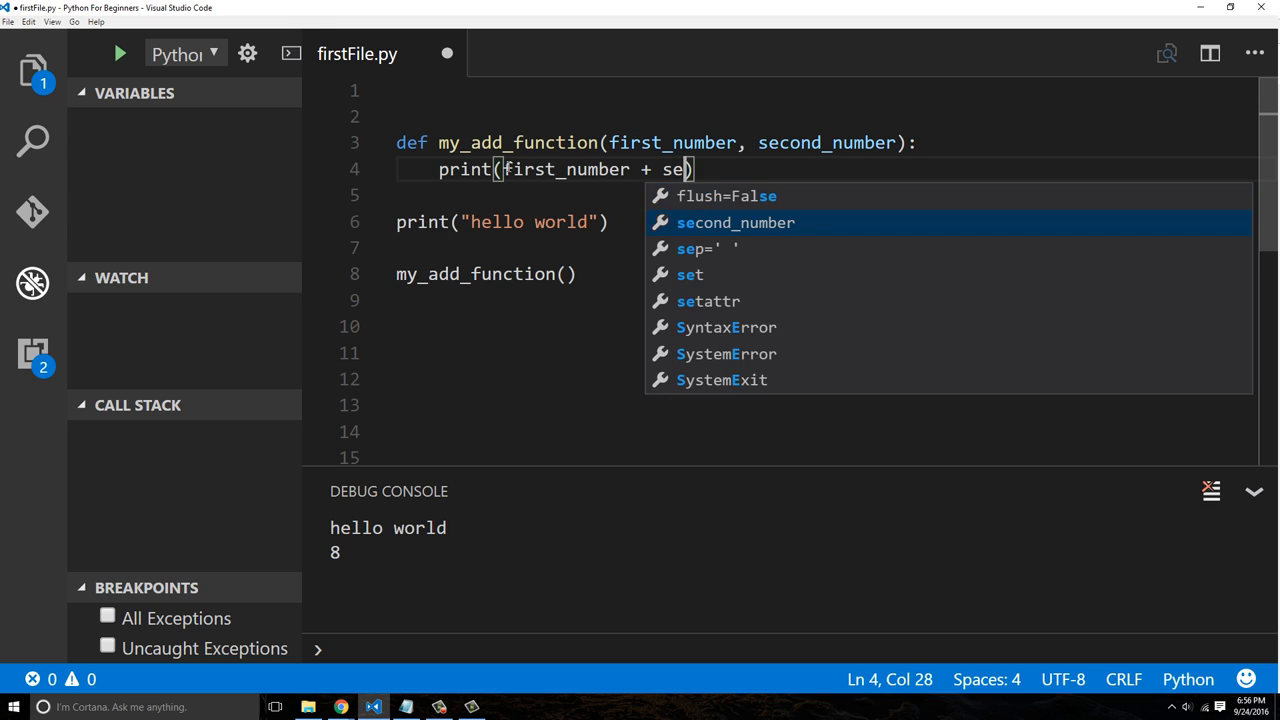 ● firstFile.py - Python For Beginners - Visual Studio Code
File Edit View Go Help
Pytho
firstFile.py
1
VARIABLES
WATCH
2
CALL STACK
BREAKPOINTS
All Exceptions
Uncaught Exceptions
1
2
3 def my_add_function(first_number, second_number):
4 print(first_number + se)
5
6 print("hello world")
7
8 my_add_function()
9
10
11
12
13
14
15
flush=False
second_number
sep=' '
set
setattr
SyntaxError
SystemError
SystemExit
DEBUG CONSOLE
hello world
8
0 0 Ln 4, Col 28 Spaces: 4 UTF-8 CRLF Python
I'm Cortana. Ask me anything.
6:56 PM
9/24/2016